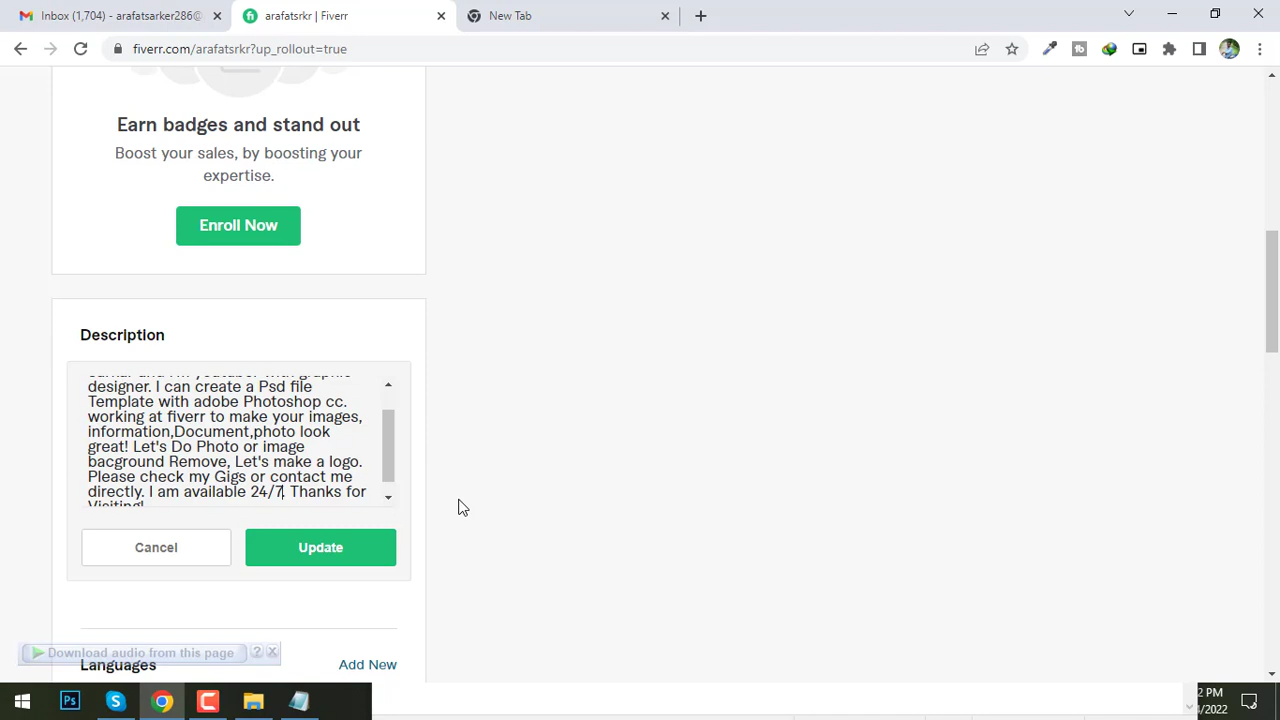 Inbox (1,704) - arafatsarker286@
arafatsrkr | Fiverr
New Tab
fiverr.com/arafatsrkr?up_rollout=true
Earn badges and stand out
Boost your sales, by boosting your
expertise.
Enroll Now
Description
designer. I can create a Psd file
Template with adobe Photoshop cc.
working at fiverr to make your images,
information,Document,photo look
great! Let's Do Photo or image
bacground Remove, Let's make a logo.
Please check my Gigs or contact me
directly. I am available 24/7. Thanks for
Visiting!
Cancel
Update
Download audio from this page
Languages
Add New
2 PM
/2022